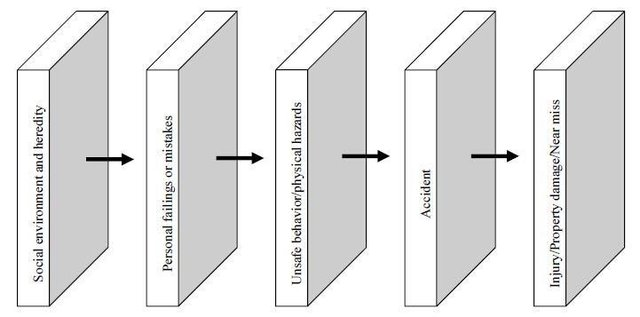 Social environment and heredity
Personal failings or mistakes
Unsafe behavior/physical hazards
Accident
Injury/Property damage/Near miss